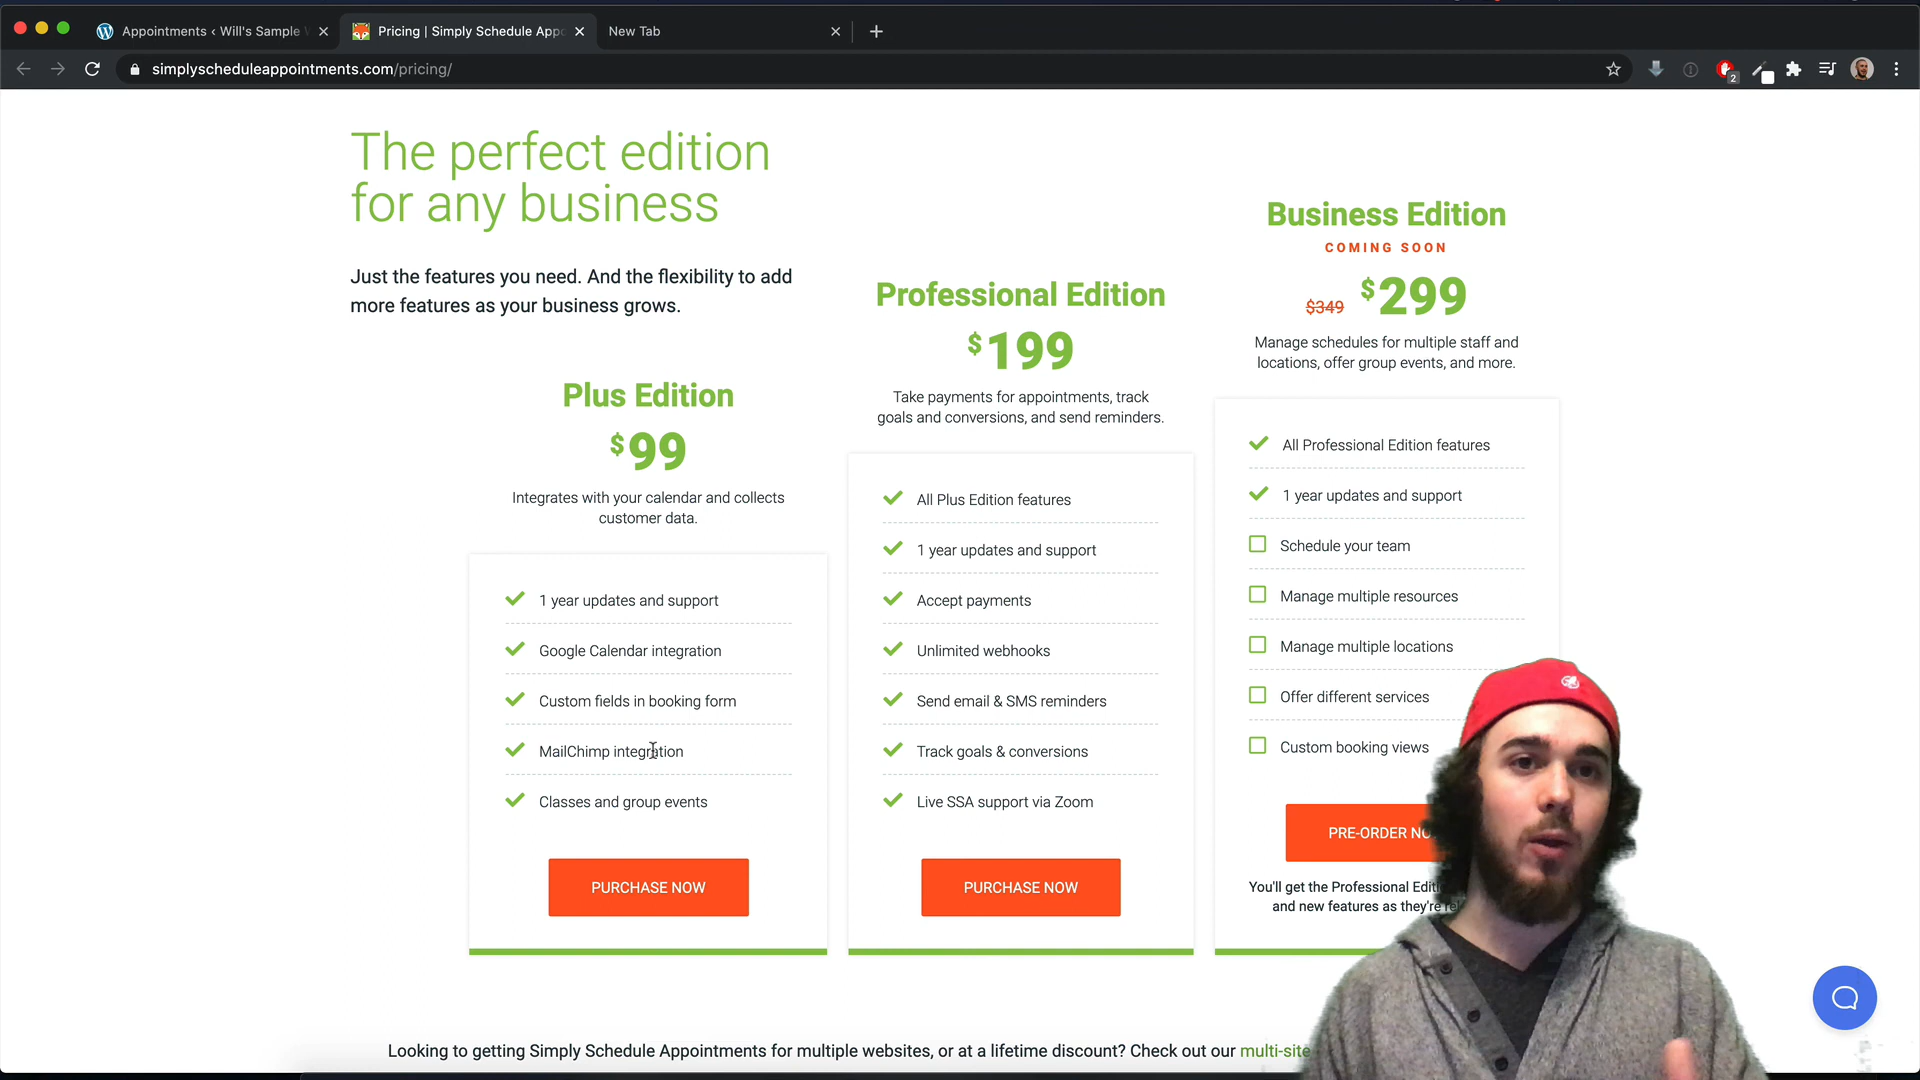 Appointments ‹ Will's Sample
Pricing | Simply Schedule Appo
New Tab
simplyscheduleappointments.com/pricing/
2
The perfect edition
for any business
Just the features you need. And the flexibility to add
more features as your business grows.
Plus Edition
$99
Integrates with your calendar and collects
customer data.
1 year updates and support
Google Calendar integration
Custom fields in booking form
MailChimp integration
Classes and group events
PURCHASE NOW
Professional Edition
$199
Take payments for appointments, track
goals and conversions, and send reminders.
All Plus Edition features
1 year updates and support
Accept payments
Unlimited webhooks
Send email & SMS reminders
Track goals & conversions
Live SSA support via Zoom
PURCHASE NOW
Business Edition
COMING SOON
$349 $299
Manage schedules for multiple staff and
locations, offer group events, and more.
All Professional Edition features
1 year updates and support
Schedule your team
Manage multiple resources
Manage multiple locations
Offer different services
Custom booking views
PRE-ORDER NO
You'll get the Professional Editi
and new features as they're
Looking to getting Simply Schedule Appointments for multiple websites, or at a lifetime discount? Check out our multi-site